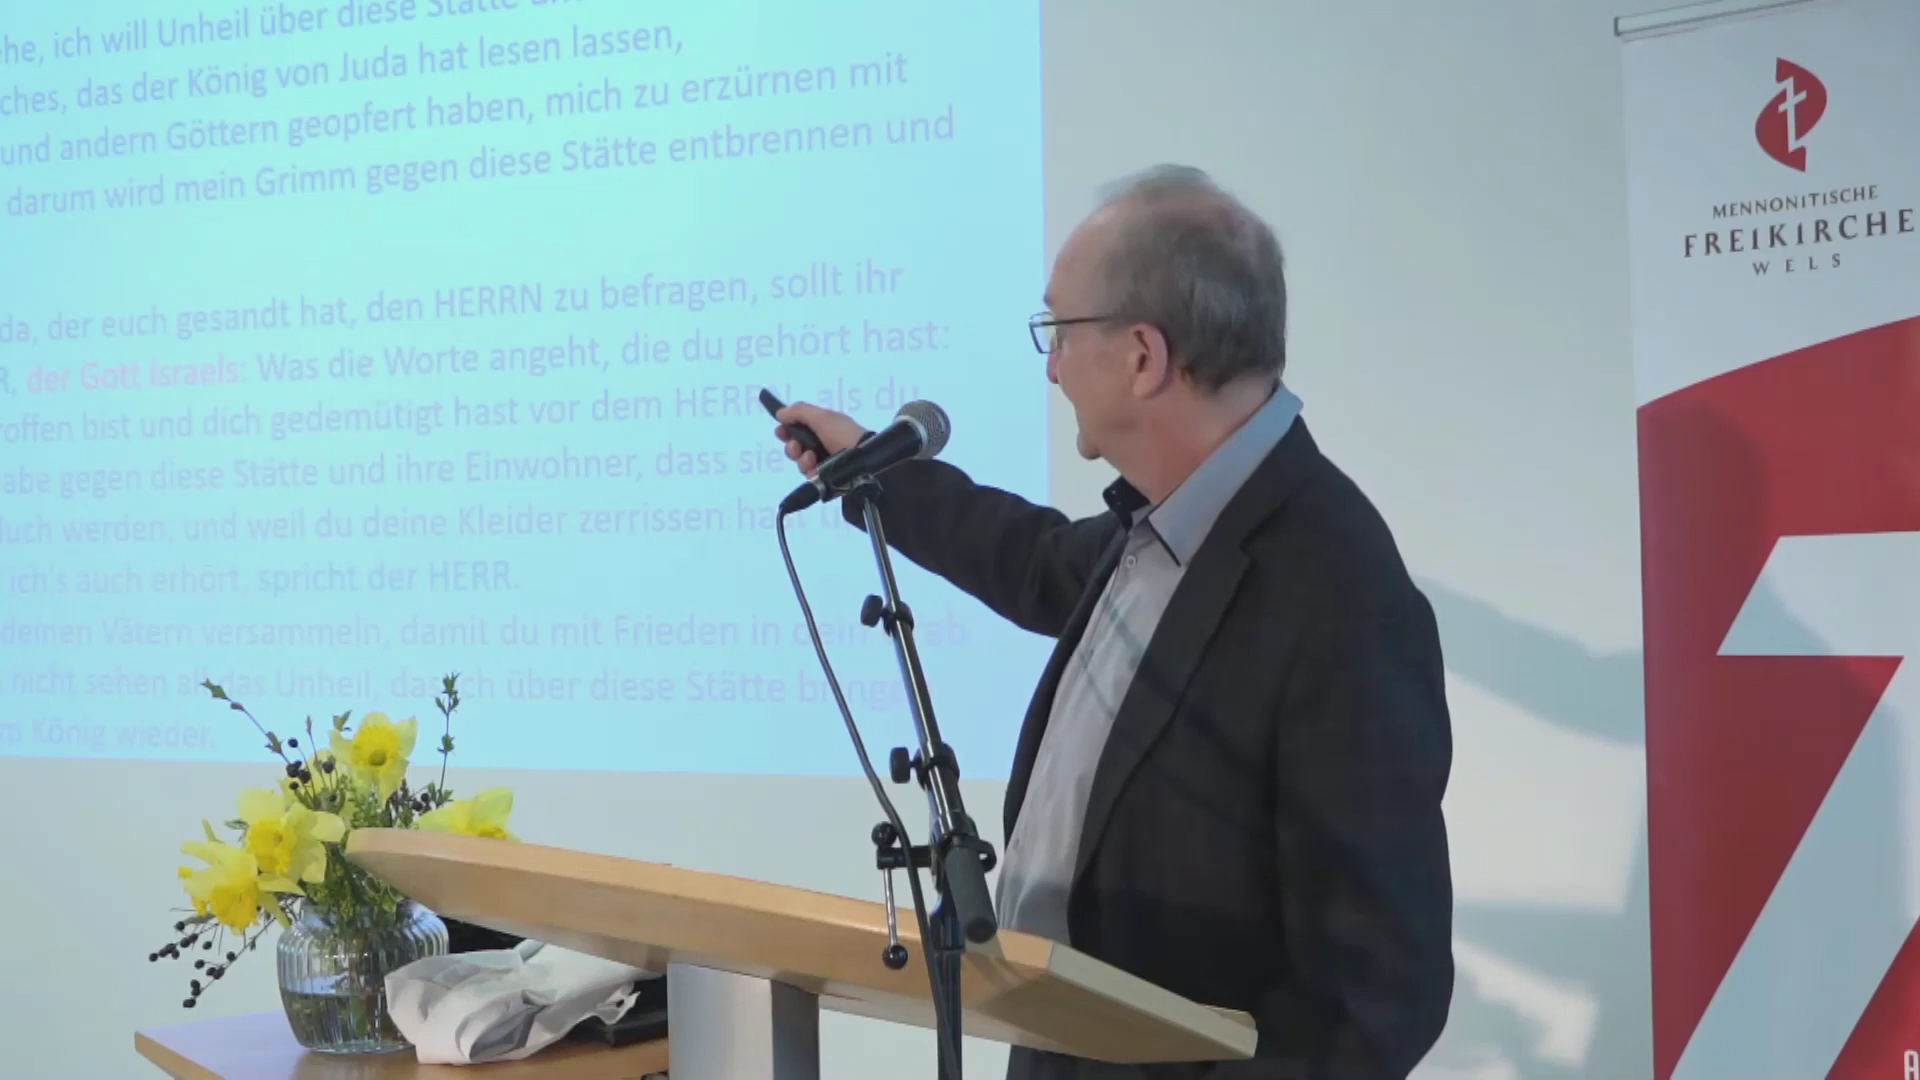 ehe, ich will Unheil über diese Stätte
ches, das der König von Juda hat lesen lassen,
und andern Göttern geopfert haben, mich zu erzürnen mit
darum wird mein Grimm gegen diese Stätte entbrennen und
da, der euch gesandt hat, den HERRN zu befragen, sollt ihr
R, der Gott Israels: Was die Worte angeht, die du gehört hast:
roffen bist und dich gedemütigt hast vor dem HERRN, als du
abe gegen diese Stätte und ihre Einwohner, dass sie
luch werden, und weil du deine Kleider zerrissen hast
ich's auch erhört, spricht der HERR.
deinen Vätern versammeln, damit du mit Frieden in dein Grab
nicht sehen all das Unheil, das ich über diese Stätte bringe
m König wieder.
MENNONITISCHE
FREIKIRCHE
WELS